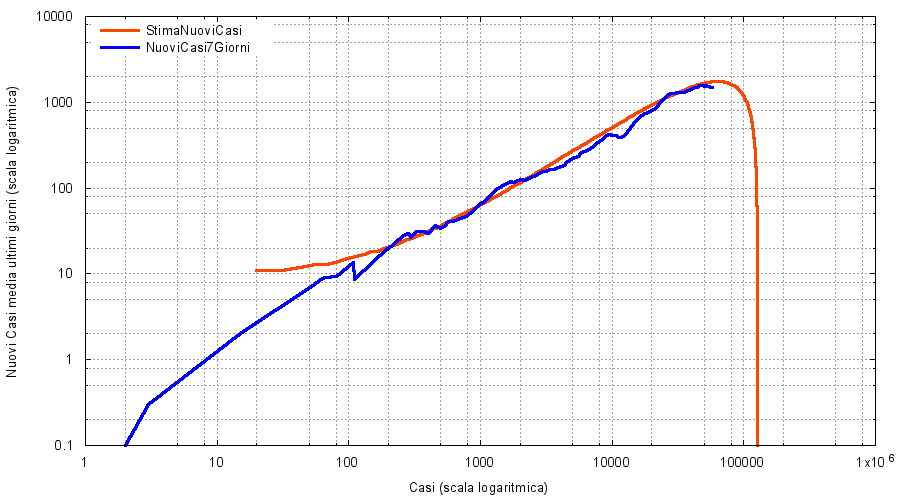 10000
StimaNuoviCasi
NuoviCasi7Giorni
1000
100
10
1
0.1
Nuovi Casi media ultimi giorni (scala logaritmica)
1 10 100 1000 10000 100000 1x10 6
Casi (scala logaritmica)